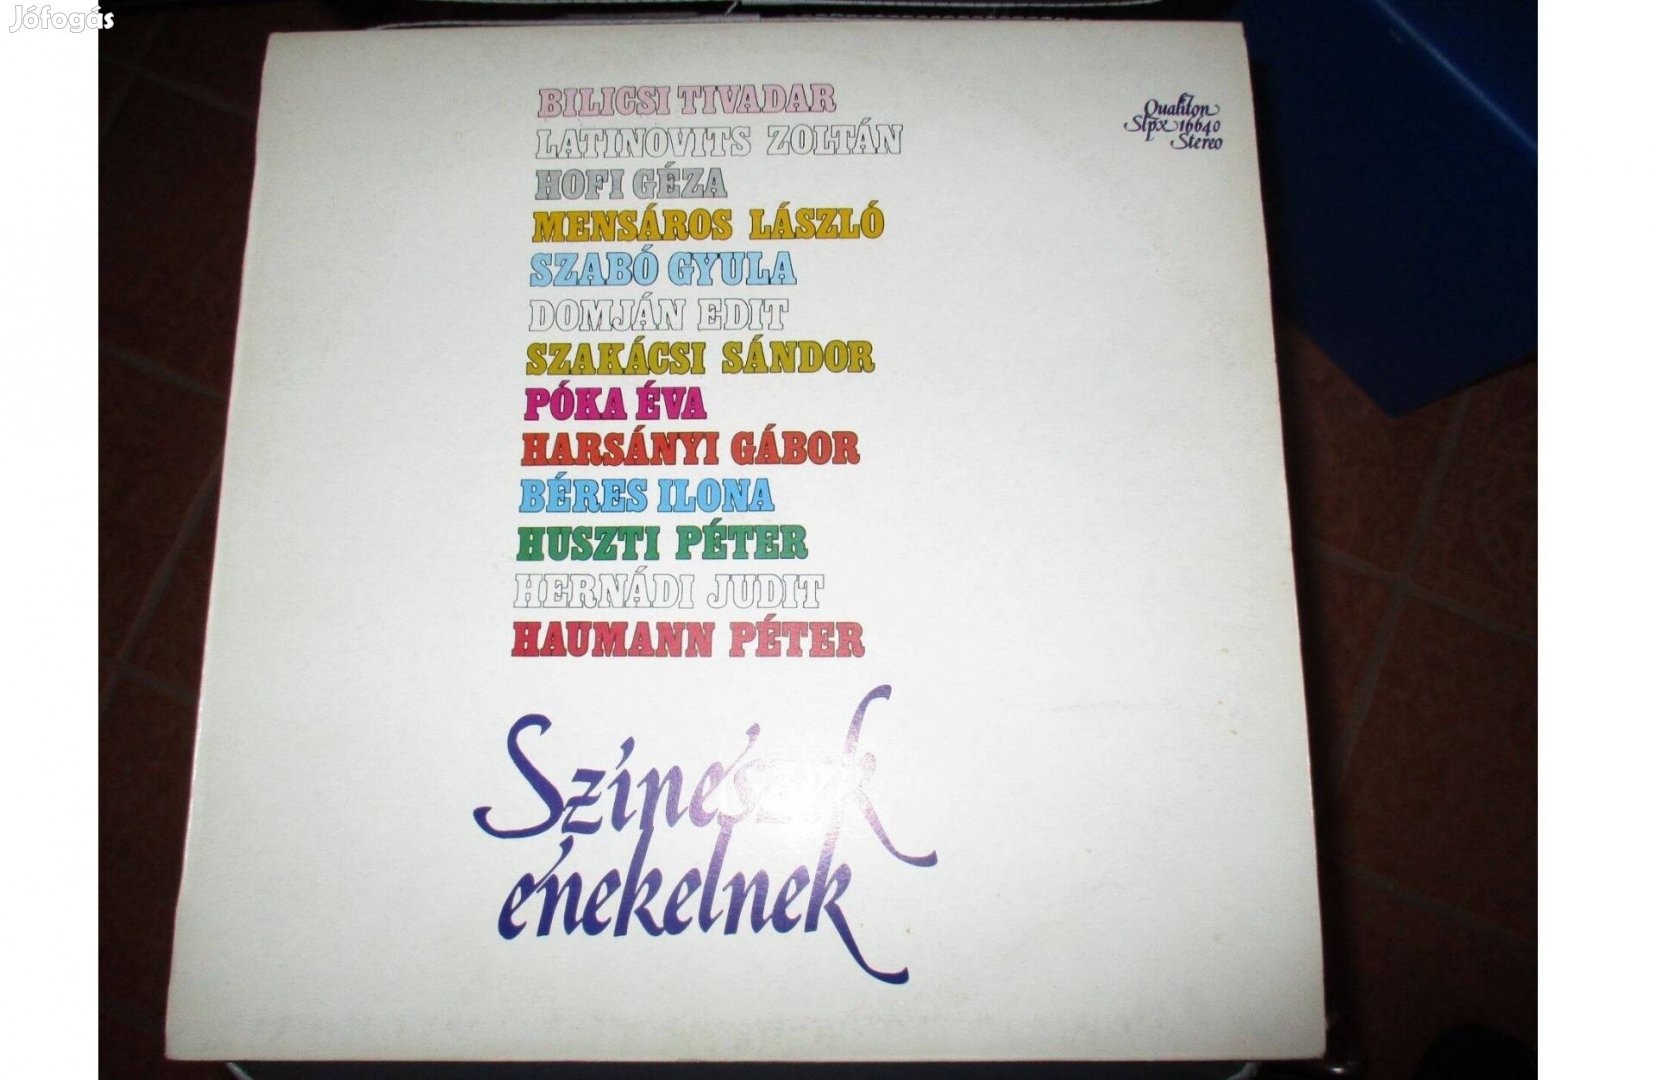 Jófogás
BILICSI TIVADAR
LATINOVITS ZOLTÁN
HOFI GÉZA
MENSÁROS LÁSZLÓ
SZABÓ GYULA
DOMJÁN EDIT
SZAKÁCSI SÁNDOR
PÓKA ÉVA
HARSÁNYI GÁBOR
BÉRES ILONA
HUSZTI PÉTER
HERNÁDI JUDIT
HAUMANN PÉTER
Qualiton
Slpx 16640
Stereo
Színészek
énekelnek